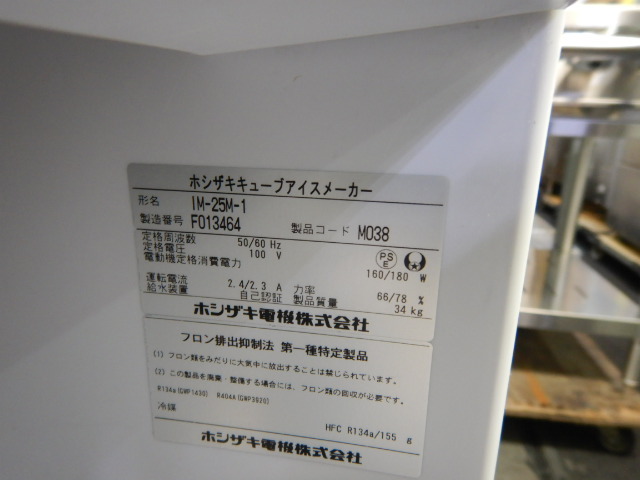 ホシザキキューブアイスメーカー
形名 IM-25M-1
製造番号 F013464 製品コード M038
定格周波数 50/60 Hz
定格電圧 100 V
電動機定格消費電力 160/180 W
PS E
運転電流 2.4/2.3 A 力率 66/78 %
給水装置 自己認証 製品質量 34 kg
ホシザキ電機株式会社
フロン排出抑制法 第一種特定製品
(1) フロン類をみだりに大気中に放出することは禁じられています。
(2) この製品を廃棄・整備する場合には、フロン類の回収が必要です。
R134a(GWP1430) R404A(GWP3920)
冷媒 HFC R134a/155 g
ホシザキ電機株式会社